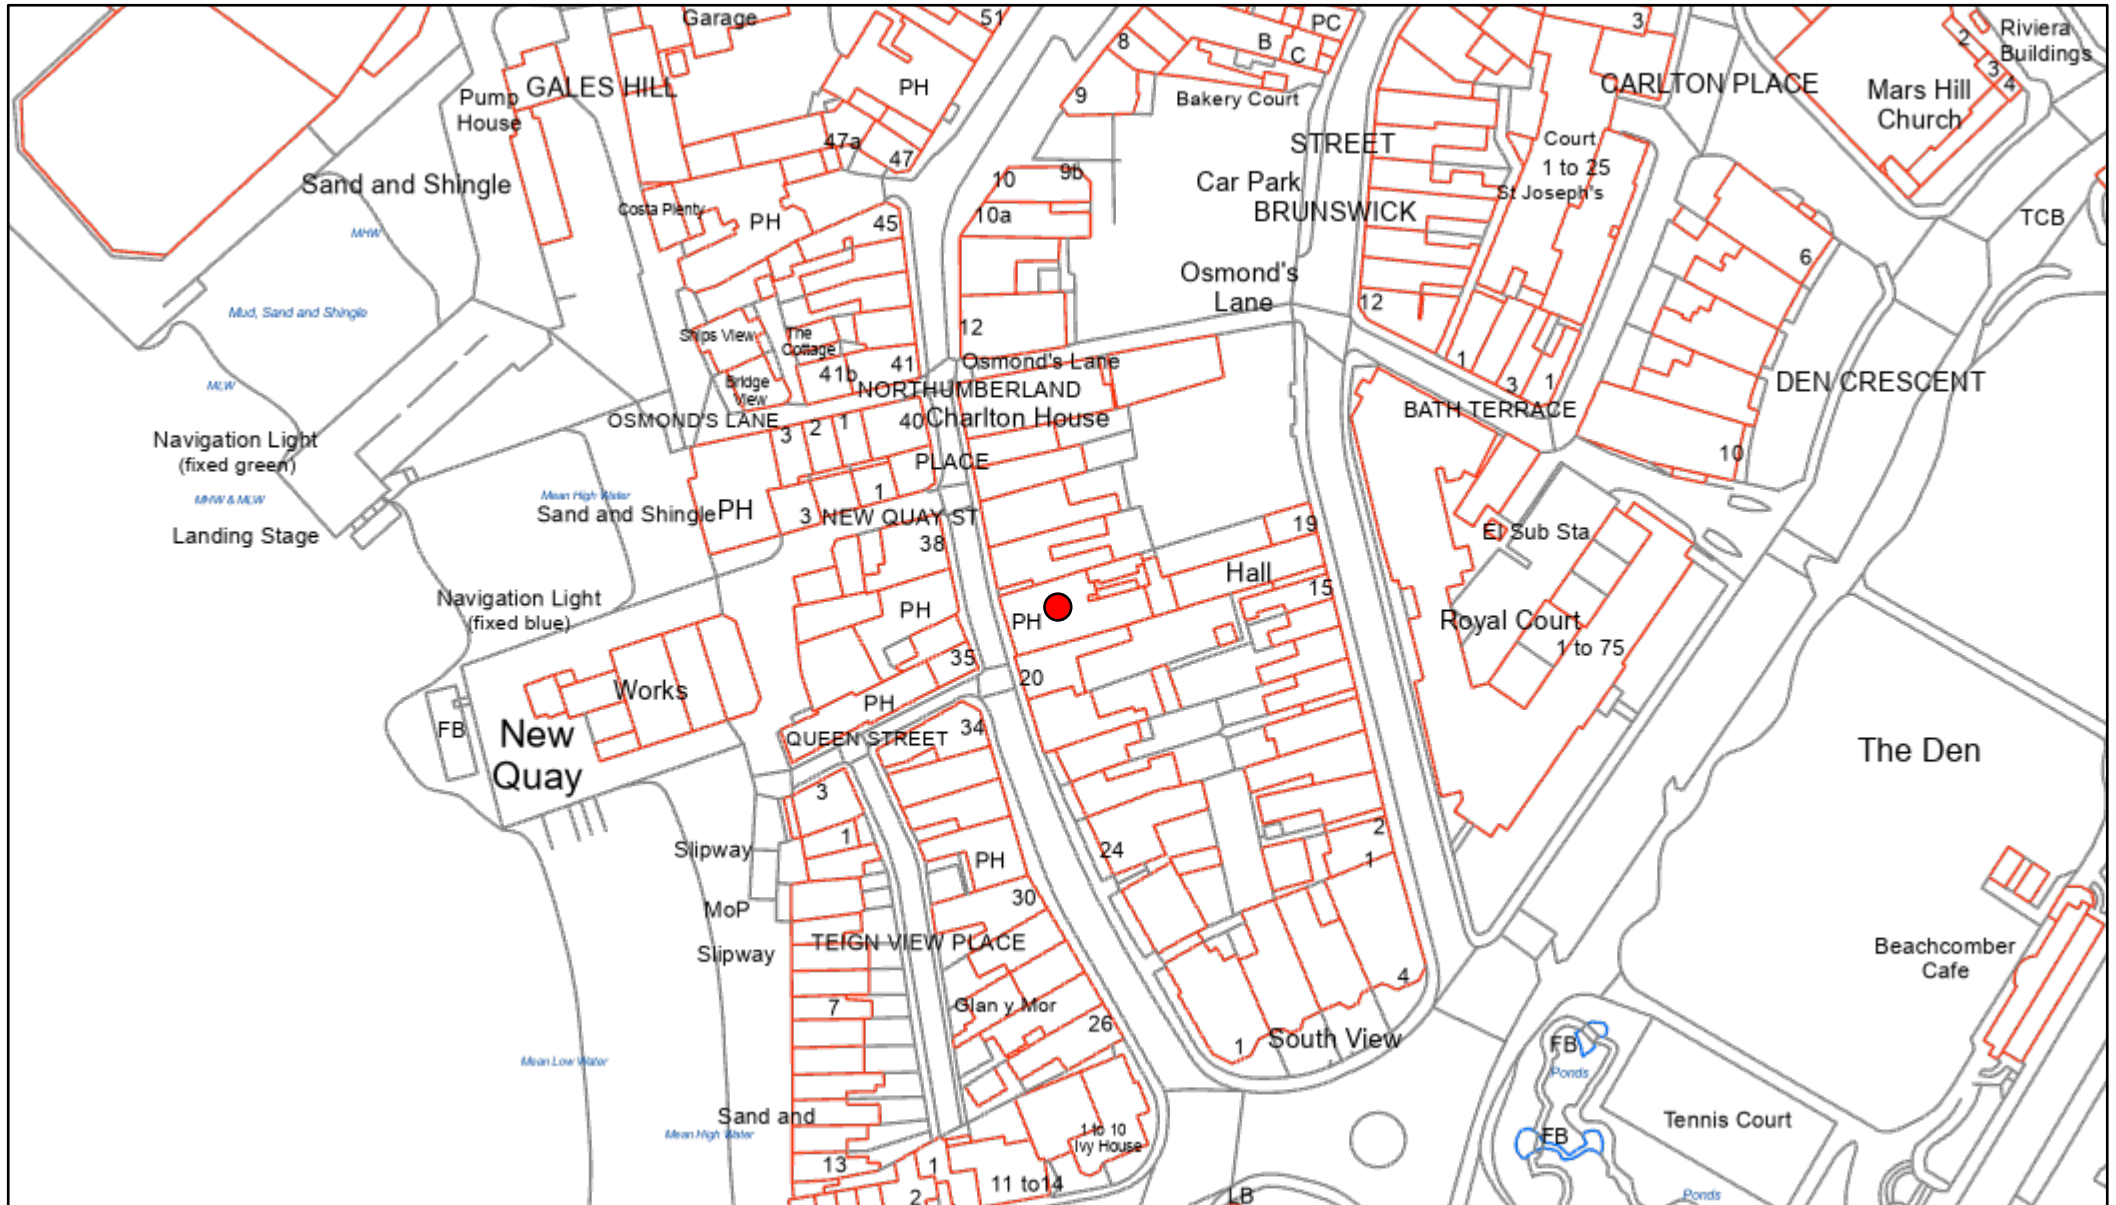 Garage
51
8
B
C
PC
3
CARLTON PLACE
2
3
4
Riviera
Buildings
Mars Hill
Church
GALES HILL
Pump
House
PH
9
Bakery Court
STREET
Court
1 to 25
St Joseph's
47a
47
Sand and Shingle
MHW
Costa Plenty
PH
45
10
9b
10a
Car Park
BRUNSWICK
TCB
6
Osmond's
Lane
12
12
Mud, Sand and Shingle
Ships View
The
Cottage
Bridge
View
41b
41
Osmond's Lane
NORTHUMBERLAND
1
3
1
DEN CRESCENT
MLW
OSMOND'S LANE
3
2
1
40
Charlton House
BATH TERRACE
Navigation Light
(fixed green)
PLACE
10
MHW & MLW
Mean High Water
Sand and Shingle
PH
1
3
NEW QUAY ST
Landing Stage
38
19
El Sub Sta
Hall
15
Navigation Light
(fixed blue)
PH
PH
Royal Court
1 to 75
35
20
Works
PH
FB
New
Quay
QUEEN STREET
34
The Den
3
1
Slipway
PH
24
2
1
30
MoP
TEIGN VIEW PLACE
Slipway
Beachcomber
Cafe
4
7
Glan y Mor
26
1
South View
Mean Low Water
FB
Ponds
Sand and
Mean High Water
1 to 10
Ivy House
Tennis Court
FB
13
1
2
11 to 14
LB
Ponds